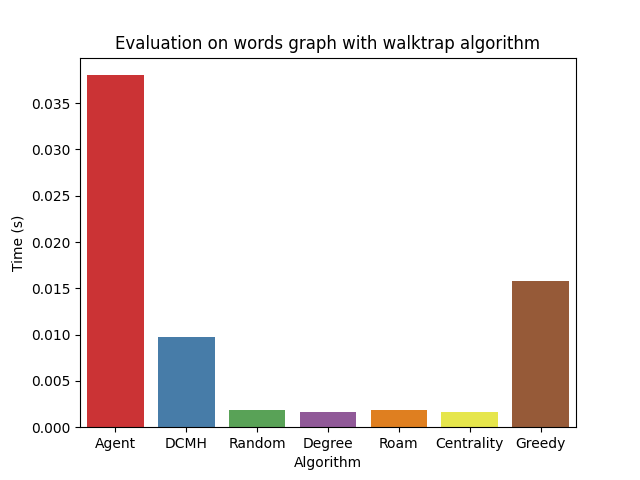 Evaluation on words graph with walktrap algorithm
Time (s)
0.035
0.030
0.025
0.020
0.015
0.010
0.005
0.000
Agent DCMH Random Degree Roam Centrality Greedy
Algorithm